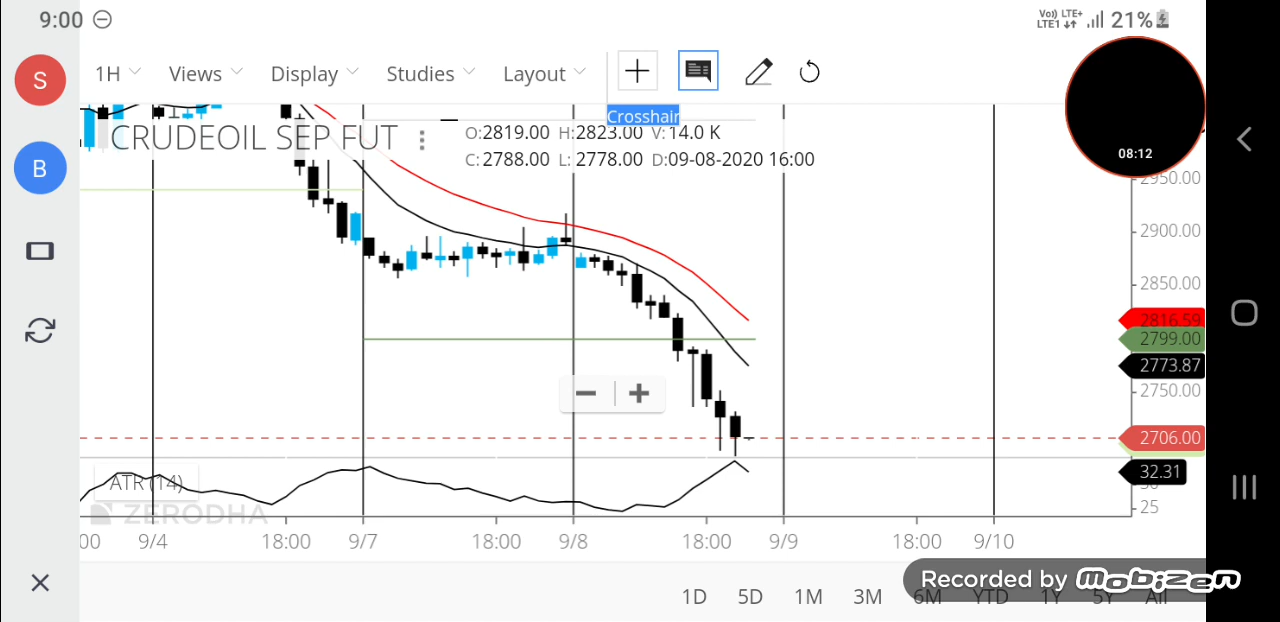 9:00
Vo)) LTE+
LTE1
21%
S
B
1H Views Display Studies Layout
Crosshair
CRUDEOIL SEP FUT
O:2819.00 H:2823.00 V:14.0 K
C:2788.00 L: 2778.00 D:09-08-2020 16:00
08:12
2950.00
2900.00
2850.00
2816.59
2799.00
2773.87
2750.00
2706.00
32.31
25
ATR (14)
ZERODHA
00 9/4 18:00 9/7 18:00 9/8 18:00 9/9 18:00 9/10
Recorded by Mobizen
1D 5D 1M 3M 6M YTD 1Y 5Y All